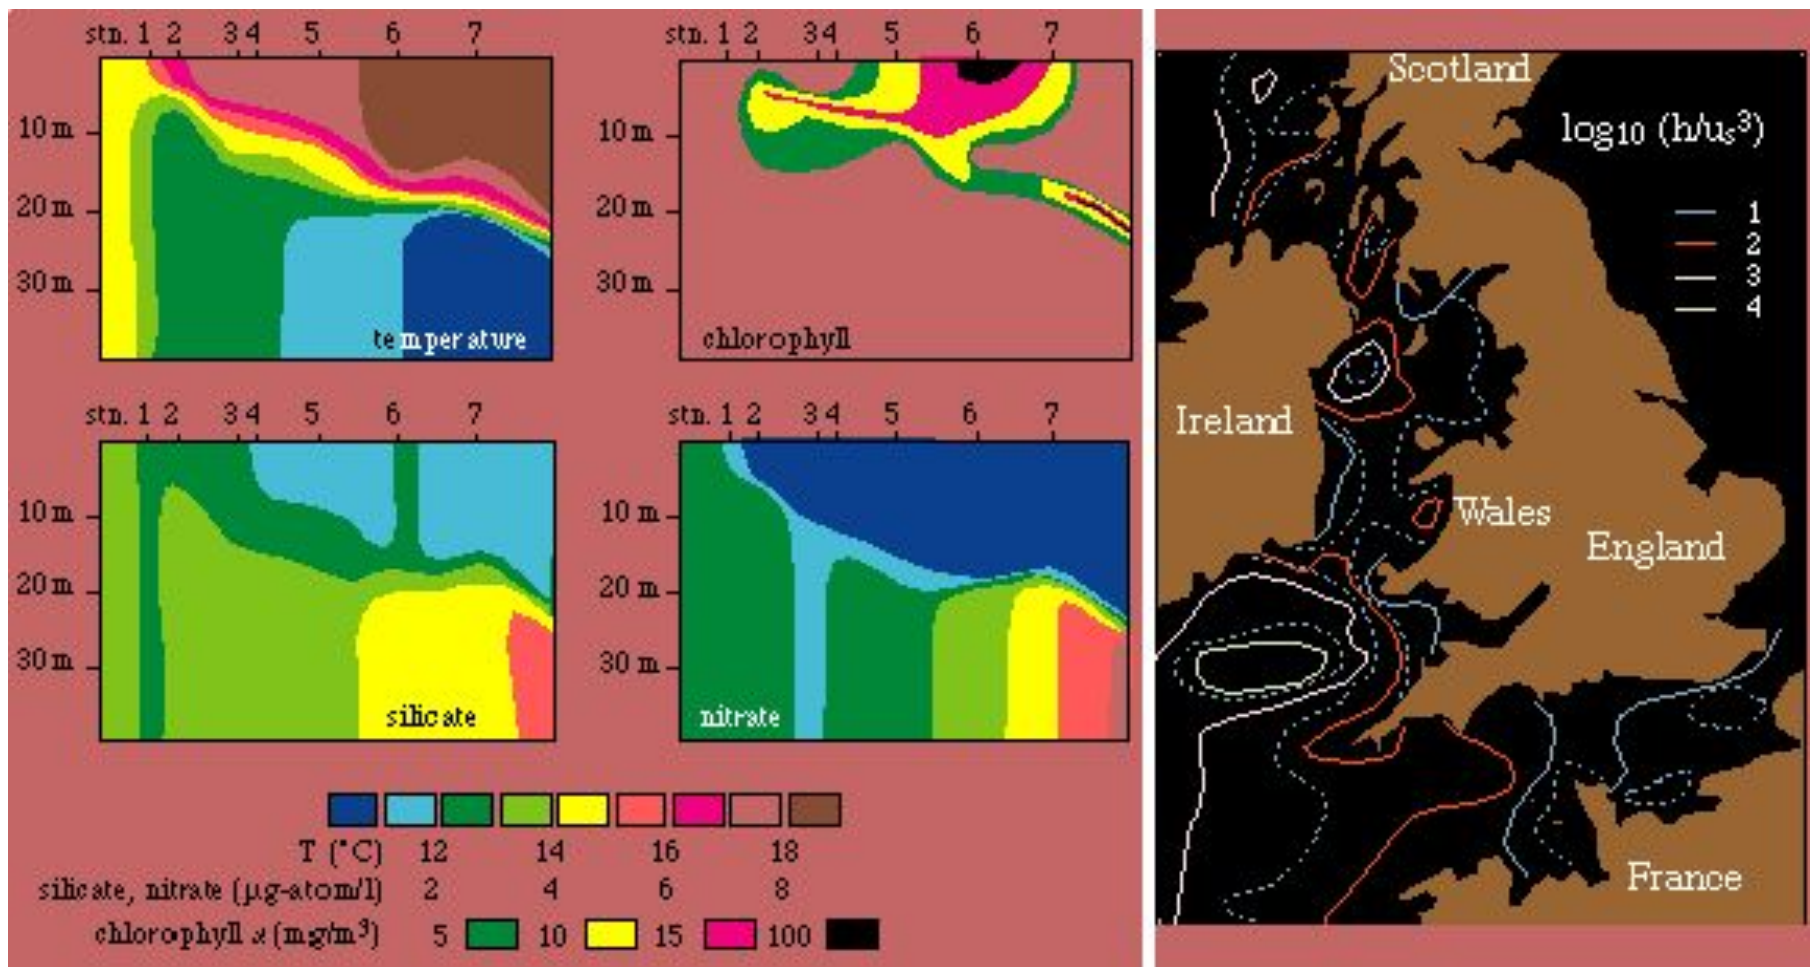 stn. 1 2 3 4 5 6 7
10 m
20 m
30 m
temperature
stn. 1 2 3 4 5 6 7
10 m
20 m
30 m
chlorophyll
stn. 1 2 3 4 5 6 7
10 m
20 m
30 m
silicate
stn. 1 2 3 4 5 6 7
10 m
20 m
30 m
nitrate
T (°C) 12 14 16 18
silicate, nitrate (µg-atom/l) 2 4 6 8
chlorophyll a (mg/m³) 5 10 15 100
Scotland
log₁₀ (h/uₛ³)
1
2
3
4
Ireland
Wales
England
France